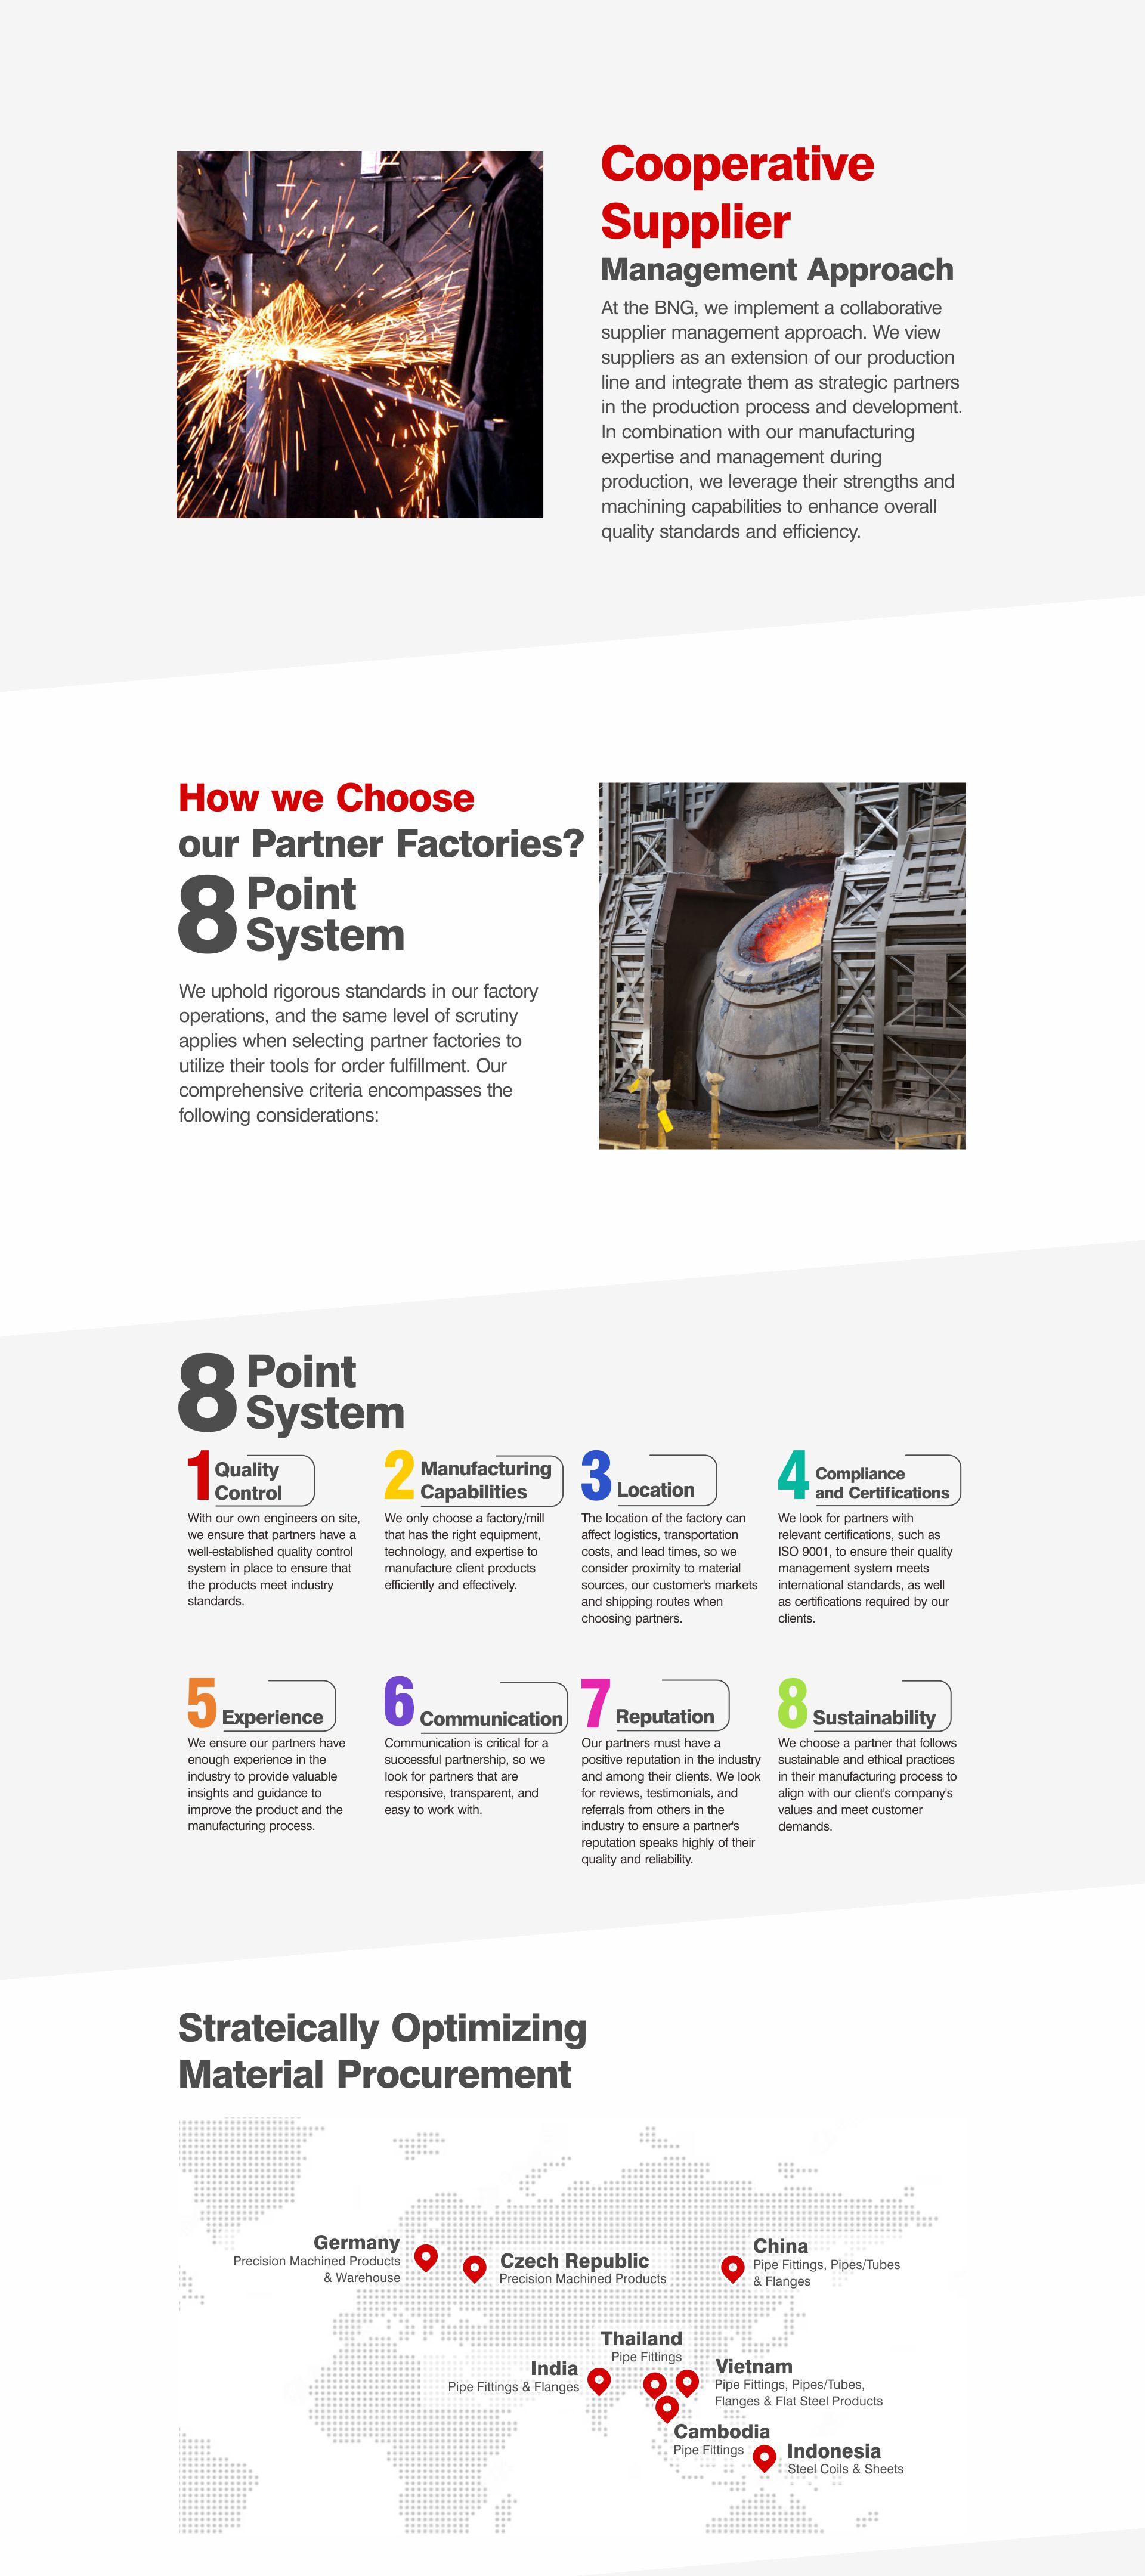 Cooperative
Supplier
Management Approach
At the BNG, we implement a collaborative
supplier management approach. We view
suppliers as an extension of our production
line and integrate them as strategic partners
in the production process and development.
In combination with our manufacturing
expertise and management during
production, we leverage their strengths and
machining capabilities to enhance overall
quality standards and efficiency.
How we Choose
our Partner Factories?
8 Point
System
We uphold rigorous standards in our factory
operations, and the same level of scrutiny
applies when selecting partner factories to
utilize their tools for order fulfillment. Our
comprehensive criteria encompasses the
following considerations:
8 Point
System
1 Quality
Control
With our own engineers on site,
we ensure that partners have a
well-established quality control
system in place to ensure that
the products meet industry
standards.
2 Manufacturing
Capabilities
We only choose a factory/mill
that has the right equipment,
technology, and expertise to
manufacture client products
efficiently and effectively.
3 Location
The location of the factory can
affect logistics, transportation
costs, and lead times, so we
consider proximity to material
sources, our customer's markets
and shipping routes when
choosing partners.
4 Compliance
and Certifications
We look for partners with
relevant certifications, such as
ISO 9001, to ensure their quality
management system meets
international standards, as well
as certifications required by our
clients.
5 Experience
We ensure our partners have
enough experience in the
industry to provide valuable
insights and guidance to
improve the product and the
manufacturing process.
6 Communication
Communication is critical for a
successful partnership, so we
look for partners that are
responsive, transparent, and
easy to work with.
7 Reputation
Our partners must have a
positive reputation in the industry
and among their clients. We look
for reviews, testimonials, and
referrals from others in the
industry to ensure a partner's
reputation speaks highly of their
quality and reliability.
8 Sustainability
We choose a partner that follows
sustainable and ethical practices
in their manufacturing process to
align with our client's company's
values and meet customer
demands.
Strateically Optimizing
Material Procurement
Germany
Precision Machined Products
& Warehouse
Czech Republic
Precision Machined Products
China
Pipe Fittings, Pipes/Tubes
& Flanges
Thailand
Pipe Fittings
India
Pipe Fittings & Flanges
Vietnam
Pipe Fittings, Pipes/Tubes,
Flanges & Flat Steel Products
Cambodia
Pipe Fittings
Indonesia
Steel Coils & Sheets